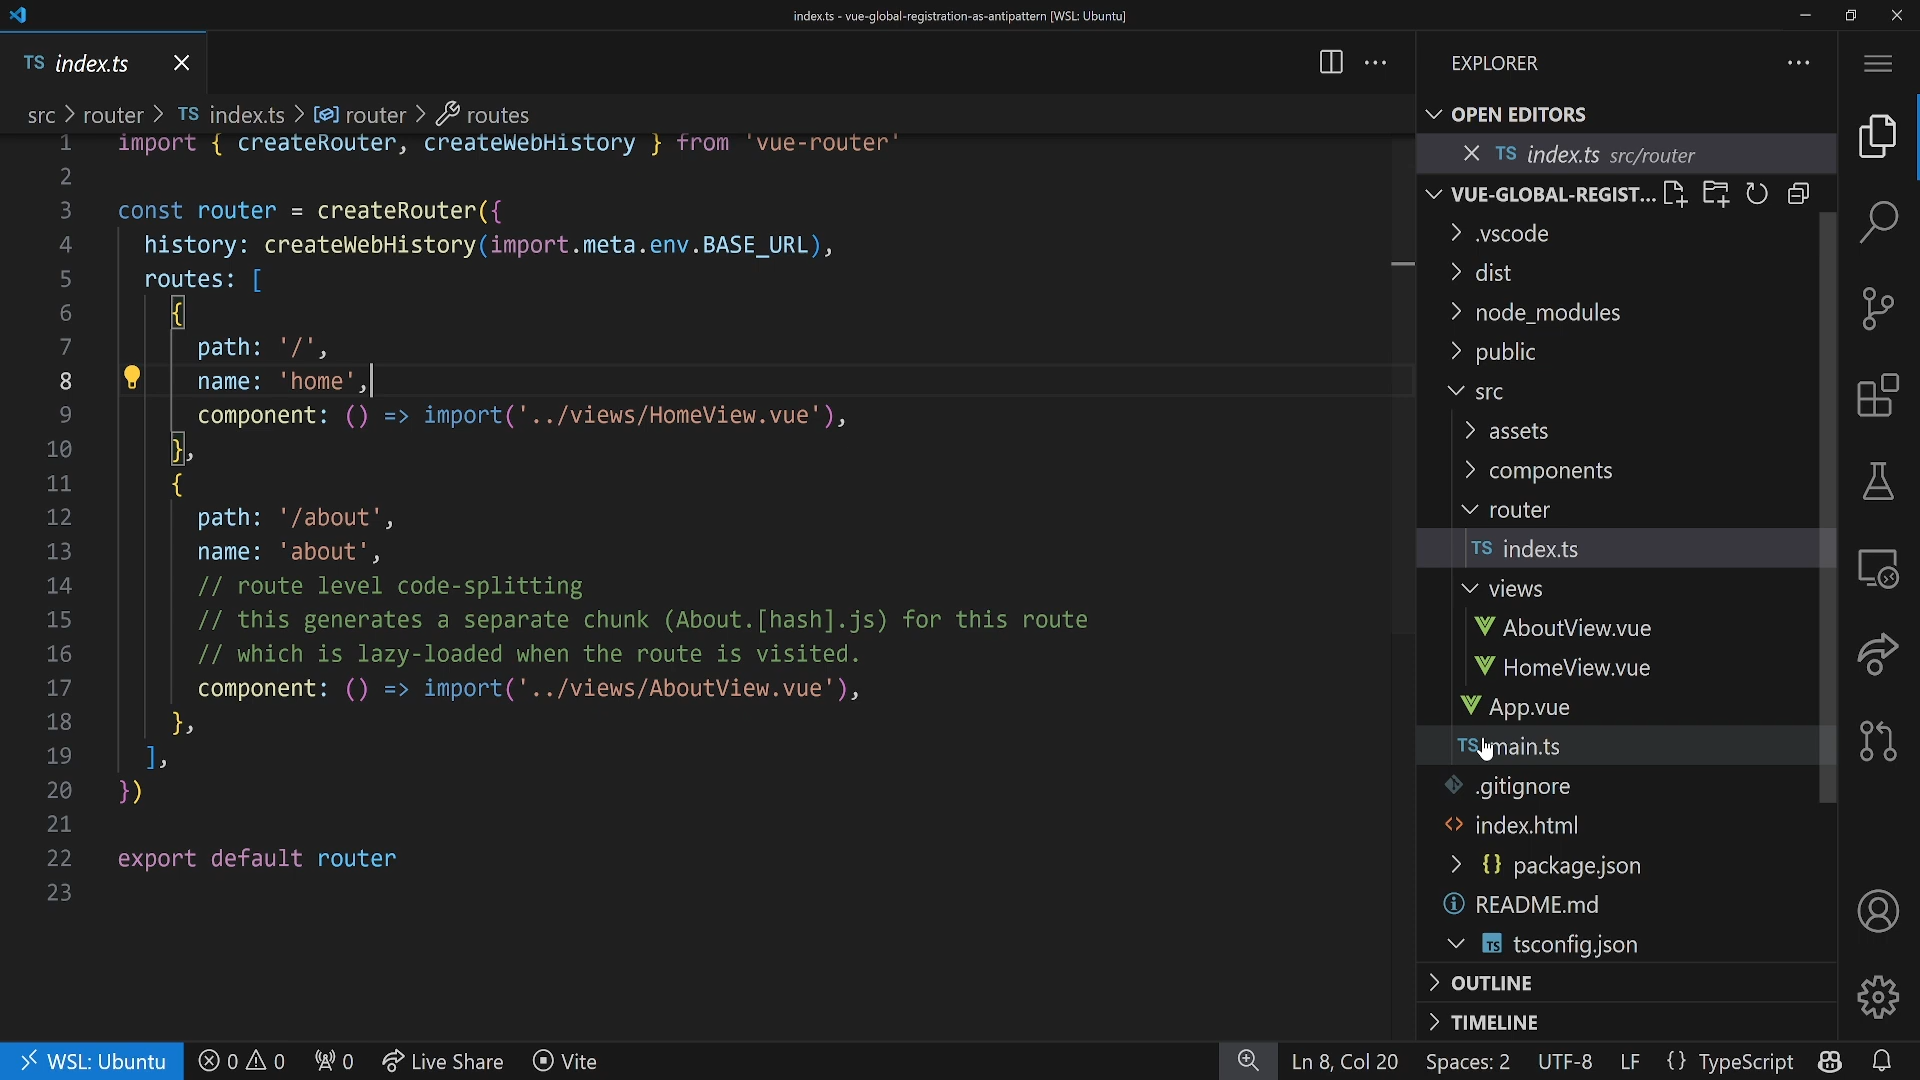 index.ts - vue-global-registration-as-antipattern [WSL: Ubuntu]
TS index.ts
src > router > TS index.ts > router > routes
1 import { createRouter, createWebHistory } from 'vue-router'
2
3 const router = createRouter({
4 history: createWebHistory(import.meta.env.BASE_URL),
5 routes: [
6 {
7 path: '/',
8 name: 'home',
9 component: () => import('../views/HomeView.vue'),
10 },
11 {
12 path: '/about',
13 name: 'about',
14 // route level code-splitting
15 // this generates a separate chunk (About.[hash].js) for this route
16 // which is lazy-loaded when the route is visited.
17 component: () => import('../views/AboutView.vue'),
18 },
19 ],
20 })
21
22 export default router
23
EXPLORER
OPEN EDITORS
TS index.ts src/router
VUE-GLOBAL-REGIST...
.vscode
dist
node_modules
public
src
assets
components
router
TS index.ts
views
AboutView.vue
HomeView.vue
App.vue
TS main.ts
.gitignore
index.html
{} package.json
README.md
TS tsconfig.json
OUTLINE
TIMELINE
WSL: Ubuntu 0 0 0 Live Share Vite Ln 8, Col 20 Spaces: 2 UTF-8 LF {} TypeScript